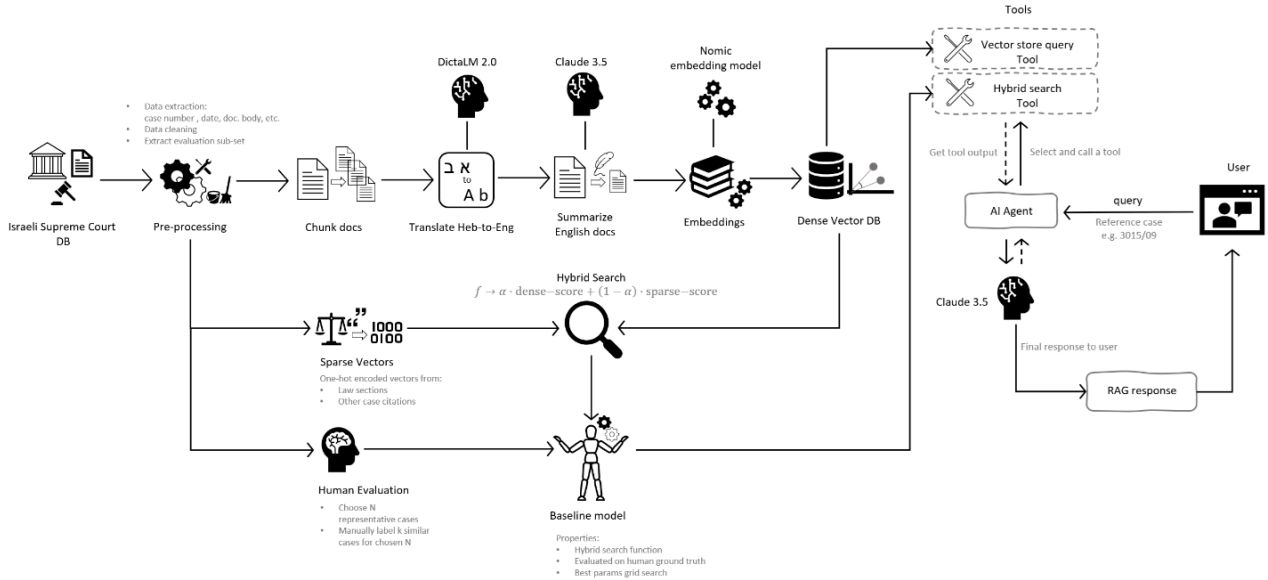 Tools
Vector store query
Tool
Hybrid search
Tool
DictaLM 2.0
Claude 3.5
Nomic
embedding model
• Data extraction:
case number , date, doc. body, etc.
• Data cleaning
• Extract evaluation sub-set
Get tool output
Select and call a tool
User
א ב
to
A b
AI Agent
query
Reference case
e.g. 3015/09
Israeli Supreme Court
DB
Pre-processing
Chunk docs
Translate Heb-to-Eng
Summarize
English docs
Embeddings
Dense Vector DB
Hybrid Search
f → α · dense−score + (1 − α) · sparse−score
Claude 3.5
1000
0100
Sparse Vectors
One-hot encoded vectors from:
• Law sections
• Other case citations
Final response to user
RAG response
Human Evaluation
• Choose N
representative cases
• Manually label k similar
cases for chosen N
Baseline model
Properties:
• Hybrid search function
• Evaluated on human ground truth
• Best params grid search